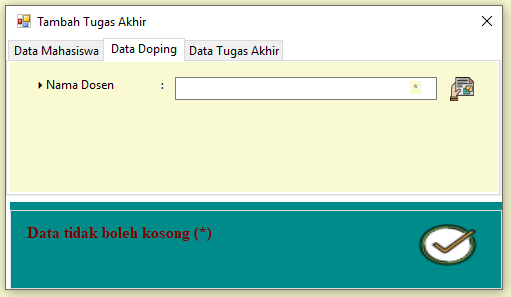 Tambah Tugas Akhir
Data Mahasiswa Data Doping Data Tugas Akhir
Nama Dosen : *
Data tidak boleh kosong (*)